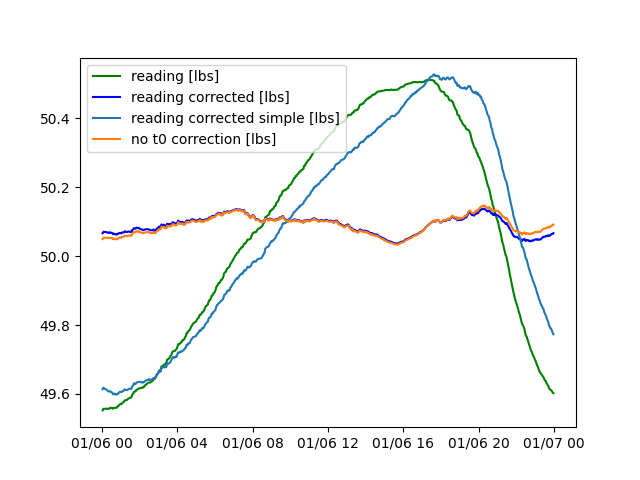 reading [lbs]
reading corrected [lbs]
reading corrected simple [lbs]
no t0 correction [lbs]
50.4
50.2
50.0
49.8
49.6
01/06 00 01/06 04 01/06 08 01/06 12 01/06 16 01/06 20 01/07 00